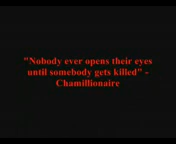 "Nobody ever opens their eyes
until somebody gets killed" -
Chamillionaire